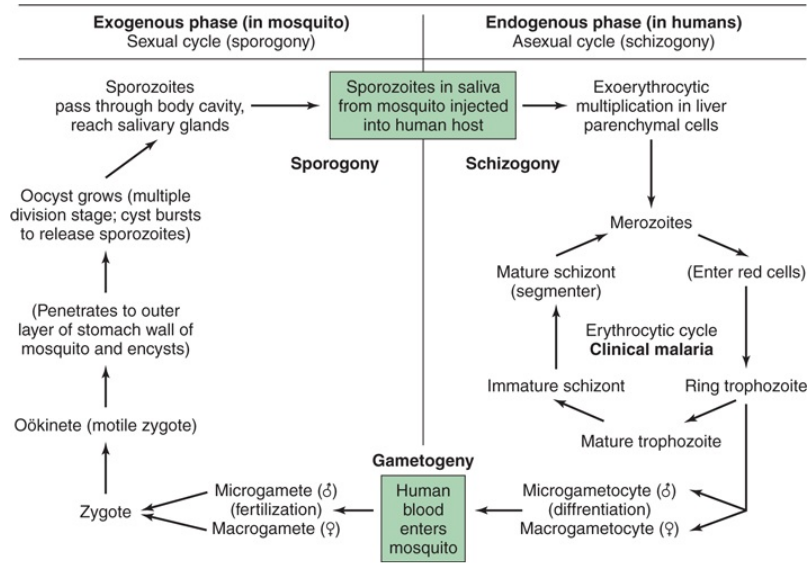 Exogenous phase (in mosquito)
Sexual cycle (sporogony)
Endogenous phase (in humans)
Asexual cycle (schizogony)
Sporozoites
pass through body cavity,
reach salivary glands
Sporozoites in saliva
from mosquito injected
into human host
Exoerythrocytic
multiplication in liver
parenchymal cells
Sporogony
Schizogony
Oocyst grows (multiple
division stage; cyst bursts
to release sporozoites)
Merozoites
Mature schizont
(segmenter)
(Enter red cells)
(Penetrates to outer
layer of stomach wall of
mosquito and encysts)
Erythrocytic cycle
Clinical malaria
Immature schizont
Ring trophozoite
Oökinete (motile zygote)
Mature trophozoite
Gametogeny
Zygote
Microgamete (♂)
(fertilization)
Macrogamete (♀)
Human
blood
enters
mosquito
Microgametocyte (♂)
(diffrentiation)
Macrogametocyte (♀)